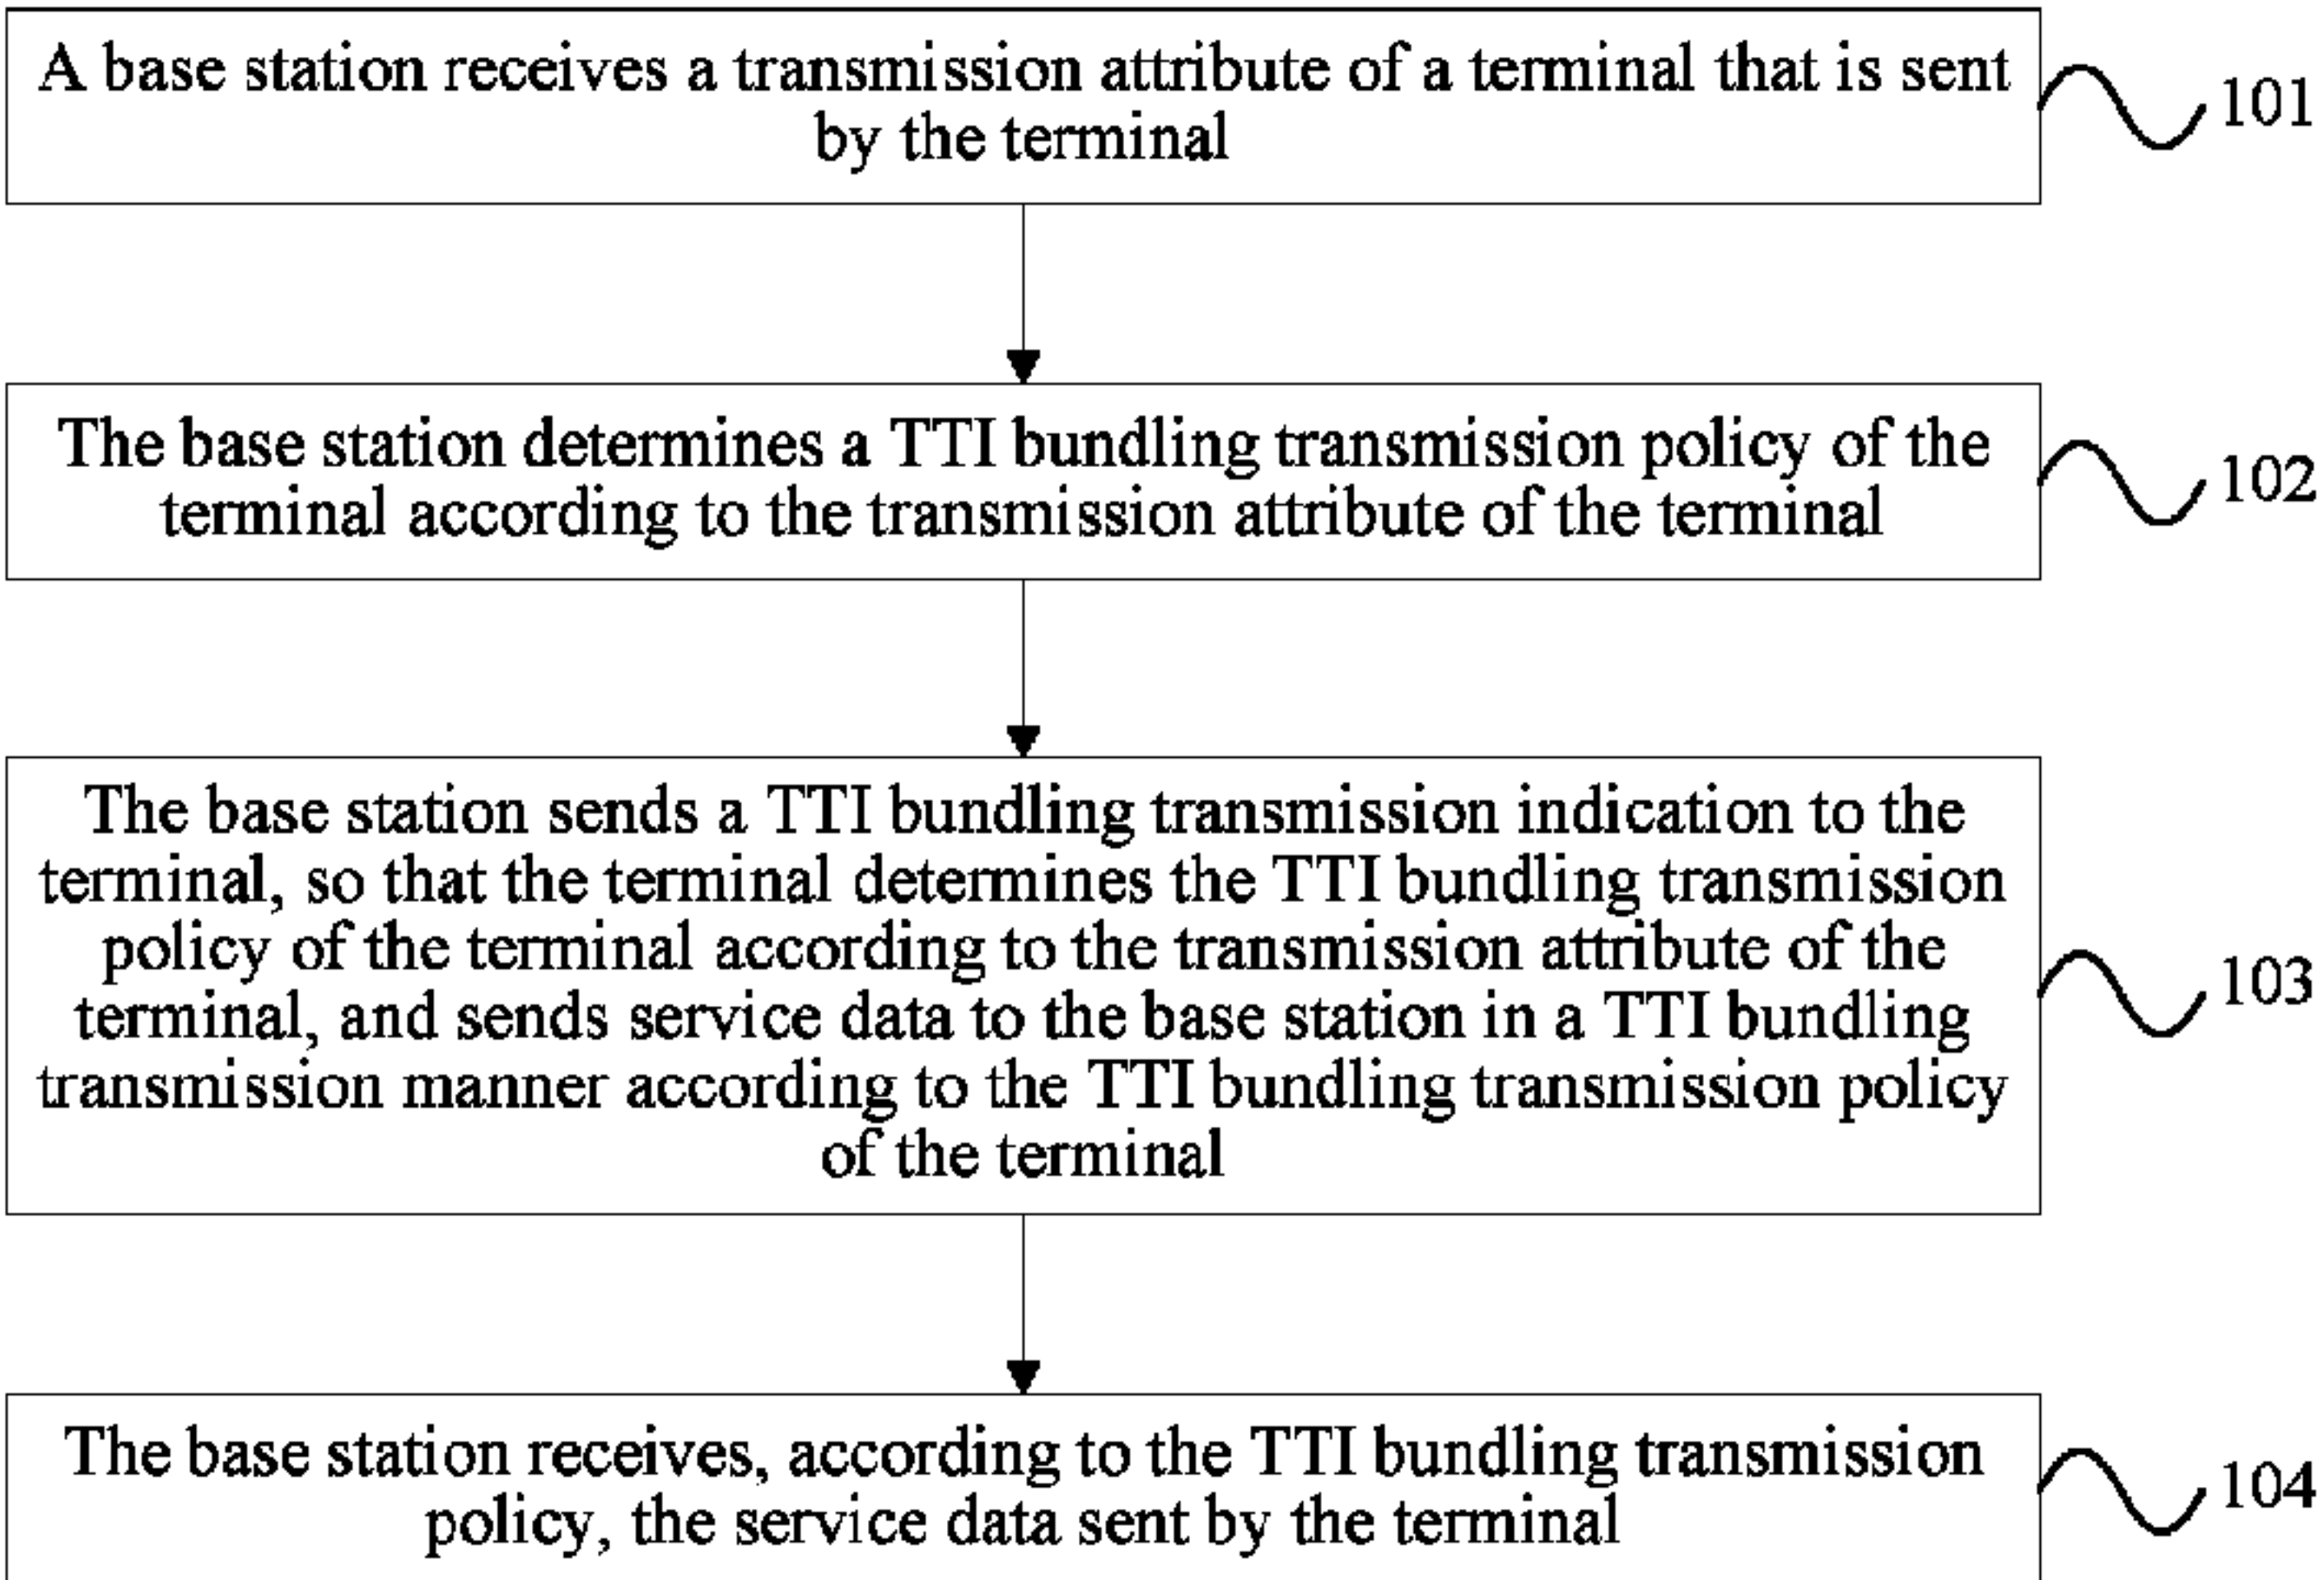 A base station receives a transmission attribute of a terminal that is sent
by the terminal
101
The base station determines a TTI bundling transmission policy of the
terminal according to the transmission attribute of the terminal
102
The base station sends a TTI bundling transmission indication to the
terminal, so that the terminal determines the TTI bundling transmission
policy of the terminal according to the transmission attribute of the
terminal, and sends service data to the base station in a TTI bundling
transmission manner according to the TTI bundling transmission policy
of the terminal
103
The base station receives, according to the TTI bundling transmission
policy, the service data sent by the terminal
104